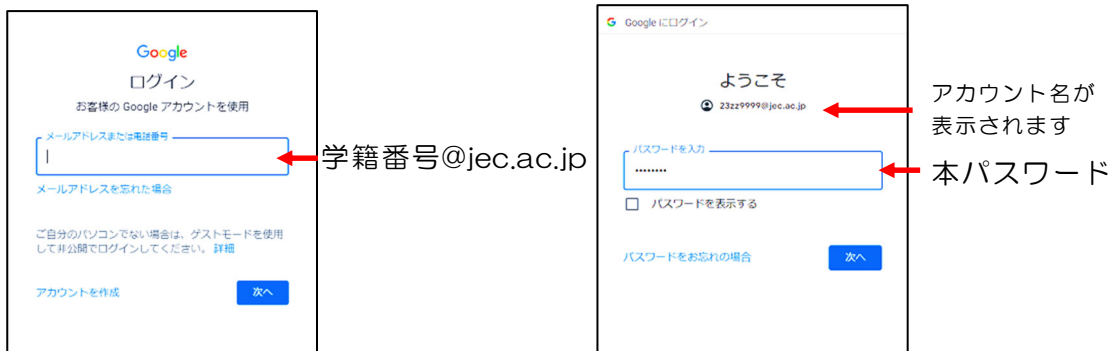 Google
ログイン
お客様の Google アカウントを使用
メールアドレスまたは電話番号
メールアドレスを忘れた場合
ご自分のパソコンでない場合は、ゲストモードを使用
して非公開でログインしてください。 詳細
アカウントを作成
次へ
学籍番号@jec.ac.jp
G Google にログイン
ようこそ
23zz9999@jec.ac.jp
パスワードを入力
••••••••
パスワードを表示する
パスワードをお忘れの場合
次へ
アカウント名が
表示されます
本パスワード